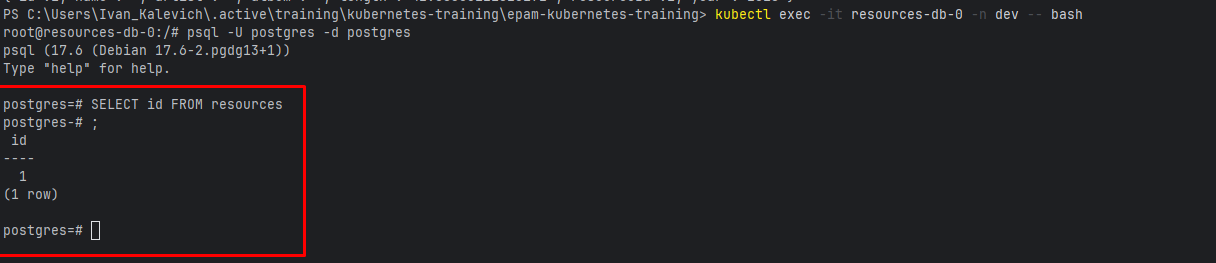 PS C:\Users\Ivan_Kalevich\.active\training\kubernetes-training\epam-kubernetes-training> kubectl exec -it resources-db-0 -n dev -- bash
root@resources-db-0:/# psql -U postgres -d postgres
psql (17.6 (Debian 17.6-2.pgdg13+1))
Type "help" for help.
postgres=# SELECT id FROM resources
postgres-# ;
id
----
1
(1 row)
postgres=#